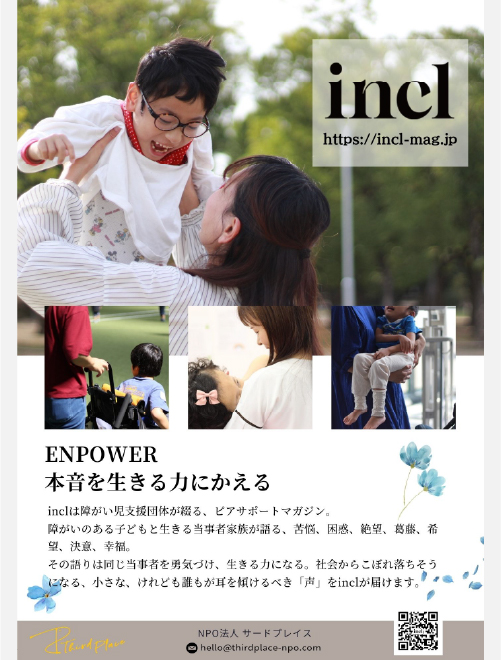 incl
https://incl-mag.jp
ENPOWER
本音を生きる力にかえる
inclは障がい児支援団体が綴る、ピアサポートマガジン。
障がいのある子どもと生きる当事者家族が語る、苦悩、困惑、絶望、葛藤、希
望、決意、幸福。
その語りは同じ当事者を勇気づけ、生きる力になる。社会からこぼれ落ちそう
になる、小さな、けれども誰もが耳を傾けるべき「声」をinclが届けます。
Thirdplace
NPO法人 サードプレイス
hello@thirdplace-npo.com